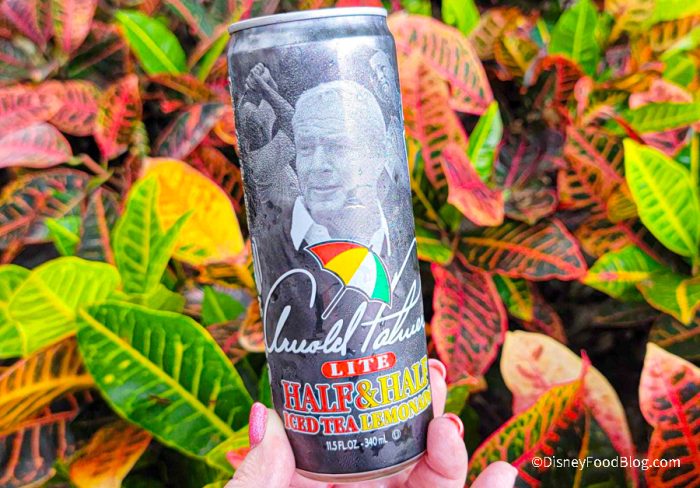 Arnold Palmer
LITE
HALF&HALF
ICED TEA LEMONADE
11.5 FL.OZ. - 340 mL
©DisneyFoodBlog.com